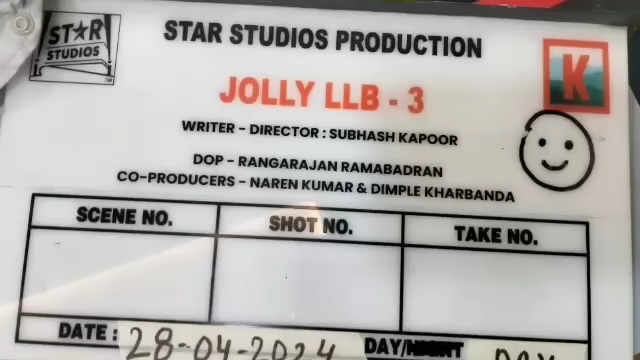 STAR
STUDIOS
STAR STUDIOS PRODUCTION
K
JOLLY LLB - 3
WRITER - DIRECTOR : SUBHASH KAPOOR
DOP - RANGARAJAN RAMABADRAN
CO-PRODUCERS - NAREN KUMAR & DIMPLE KHARBANDA
SCENE NO. SHOT NO. TAKE NO.
DATE : 28-04-2024 DAY/NIGHT DAY